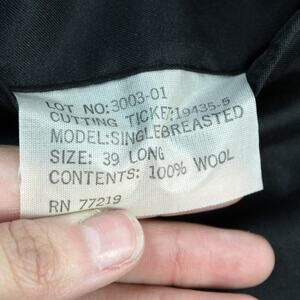 LOT NO:3003-01
CUTTING TICKET:19435-5
MODEL:SINGLEBREASTED
SIZE: 39 LONG
CONTENTS: 100% WOOL
RN 77219